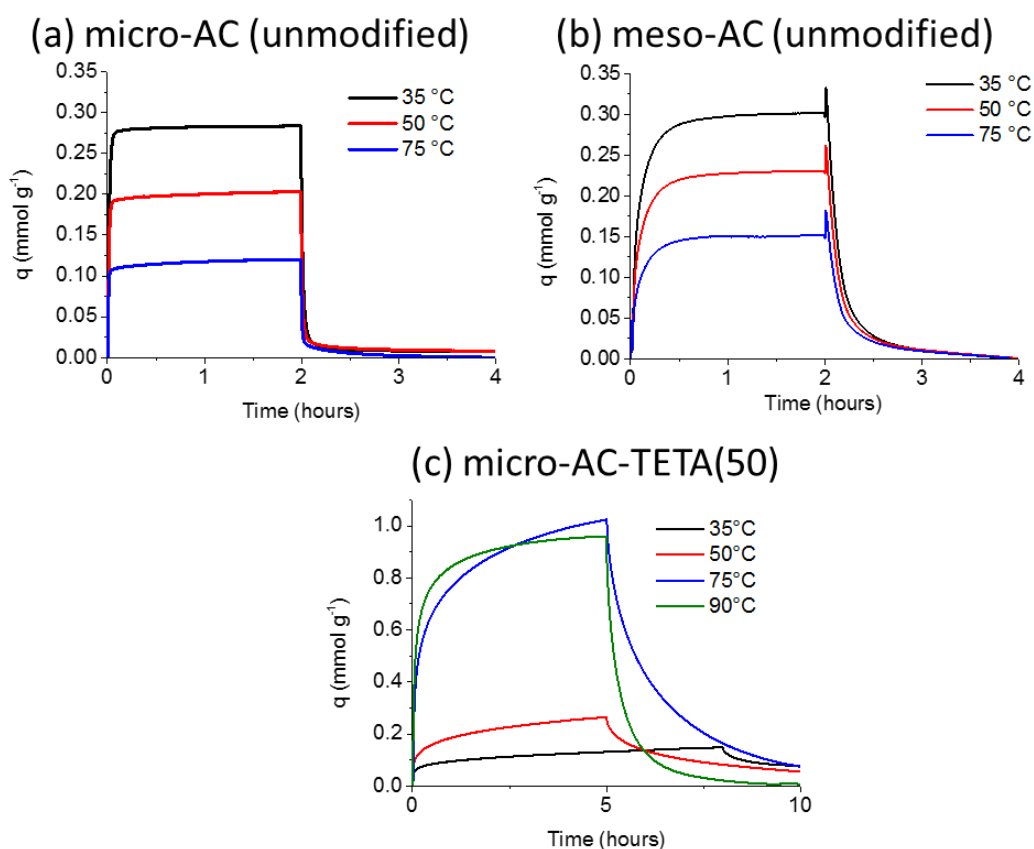 (a) micro-AC (unmodified)
0.35
0.30
0.25
0.20
0.15
0.10
0.05
0.00
q (mmol g⁻¹)
35 °C
50 °C
75 °C
0 1 2 3 4
Time (hours)
(b) meso-AC (unmodified)
0.35
0.30
0.25
0.20
0.15
0.10
0.05
0.00
q (mmol g⁻¹)
35 °C
50 °C
75 °C
0 1 2 3 4
Time (hours)
(c) micro-AC-TETA(50)
1.0
0.8
0.6
0.4
0.2
0.0
q (mmol g⁻¹)
35°C
50°C
75°C
90°C
0 5 10
Time (hours)